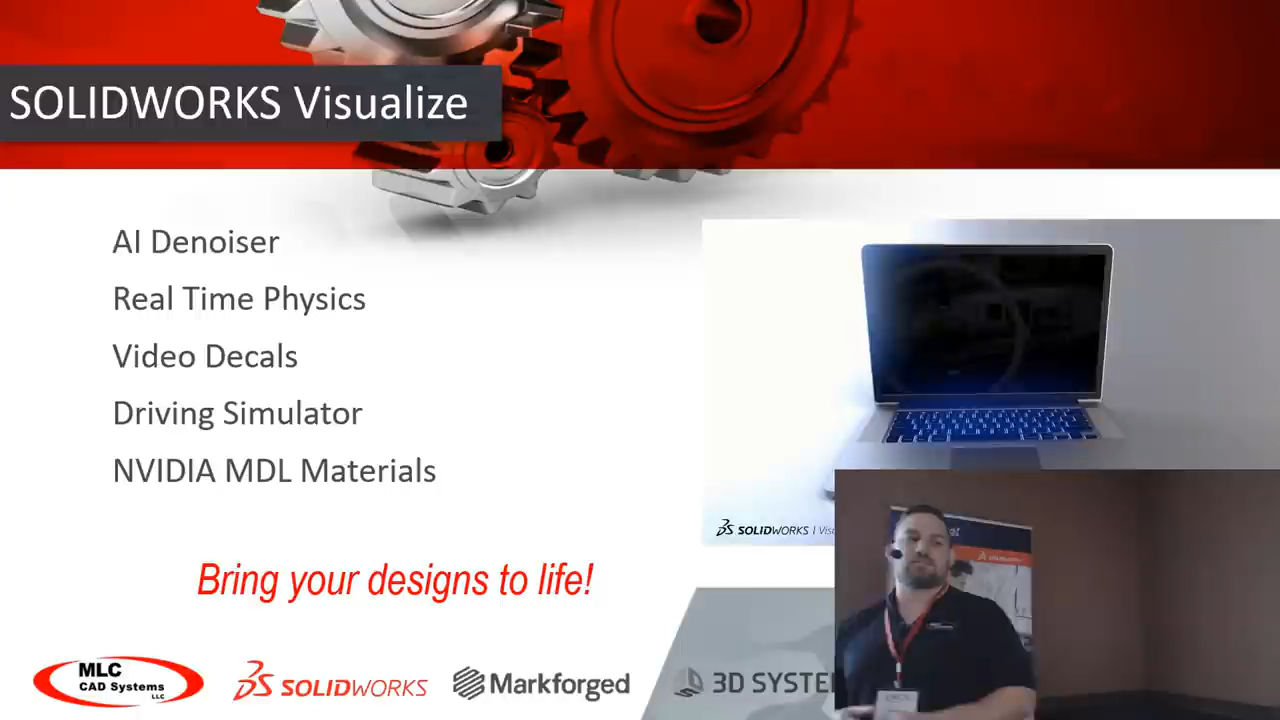 SOLIDWORKS Visualize
AI Denoiser
Real Time Physics
Video Decals
Driving Simulator
NVIDIA MDL Materials
SOLIDWORKS
Bring your designs to life!
MLC
CAD Systems
LLC
SOLIDWORKS
Markforged
3D